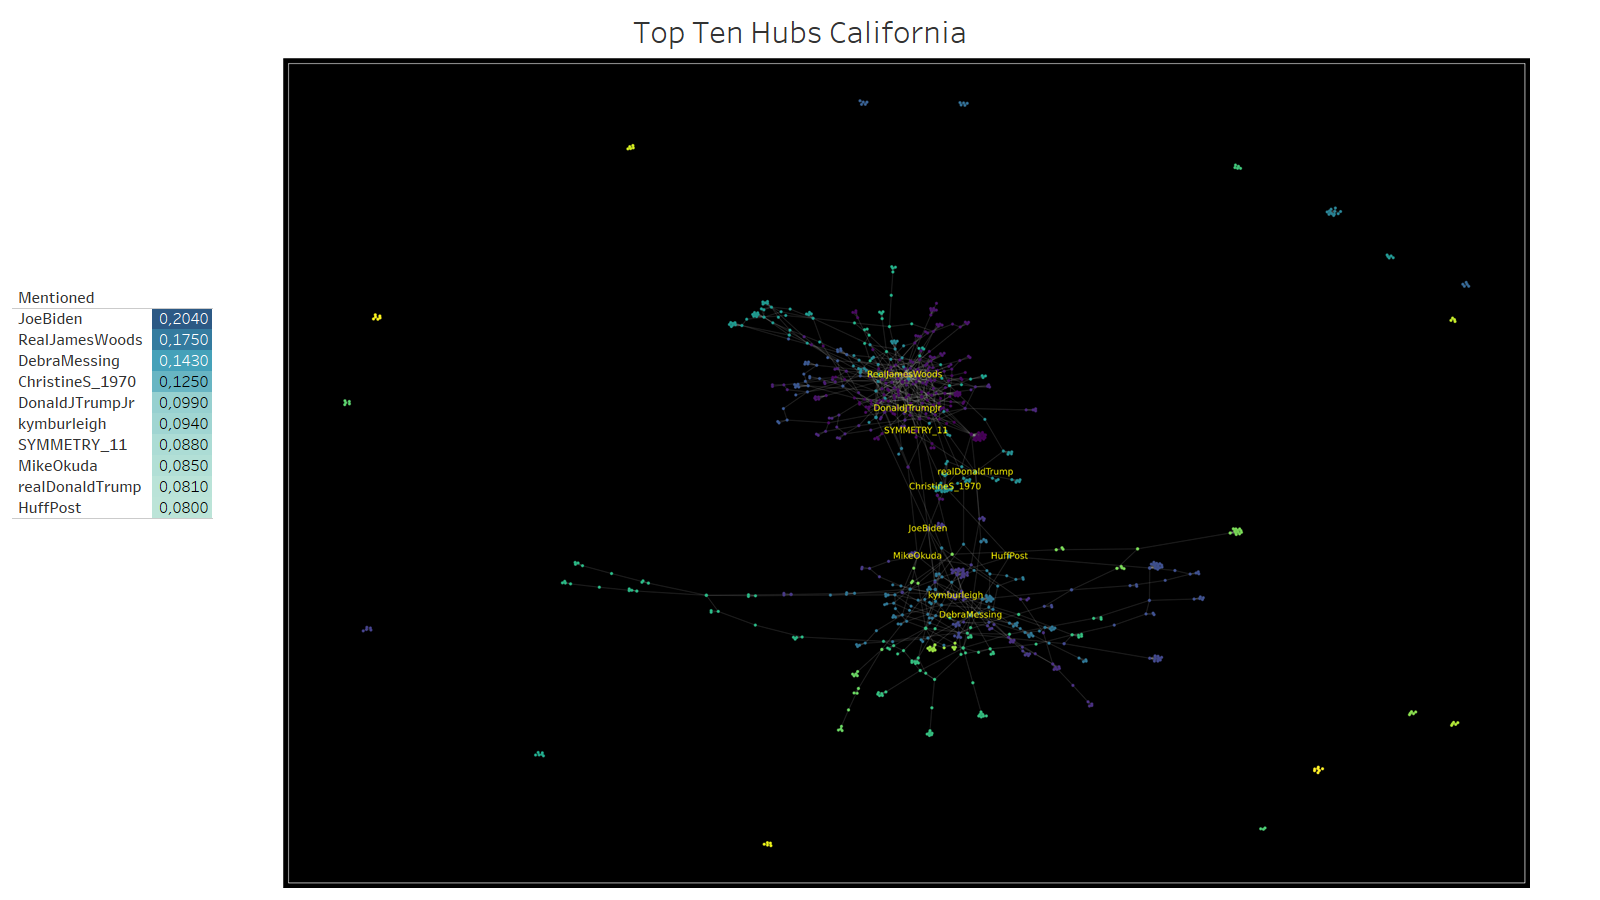 Top Ten Hubs California
Mentioned
JoeBiden 0,2040
RealJamesWoods 0,1750
DebraMessing 0,1430
ChristineS_1970 0,1250
DonaldJTrumpJr 0,0990
kymburleigh 0,0940
SYMMETRY_11 0,0880
MikeOkuda 0,0850
realDonaldTrump 0,0810
HuffPost 0,0800
RealJamesWoods
DonaldJTrumpJr
SYMMETRY_11
realDonaldTrump
ChristineS_1970
JoeBiden
MikeOkuda HuffPost
kymburleigh
DebraMessing